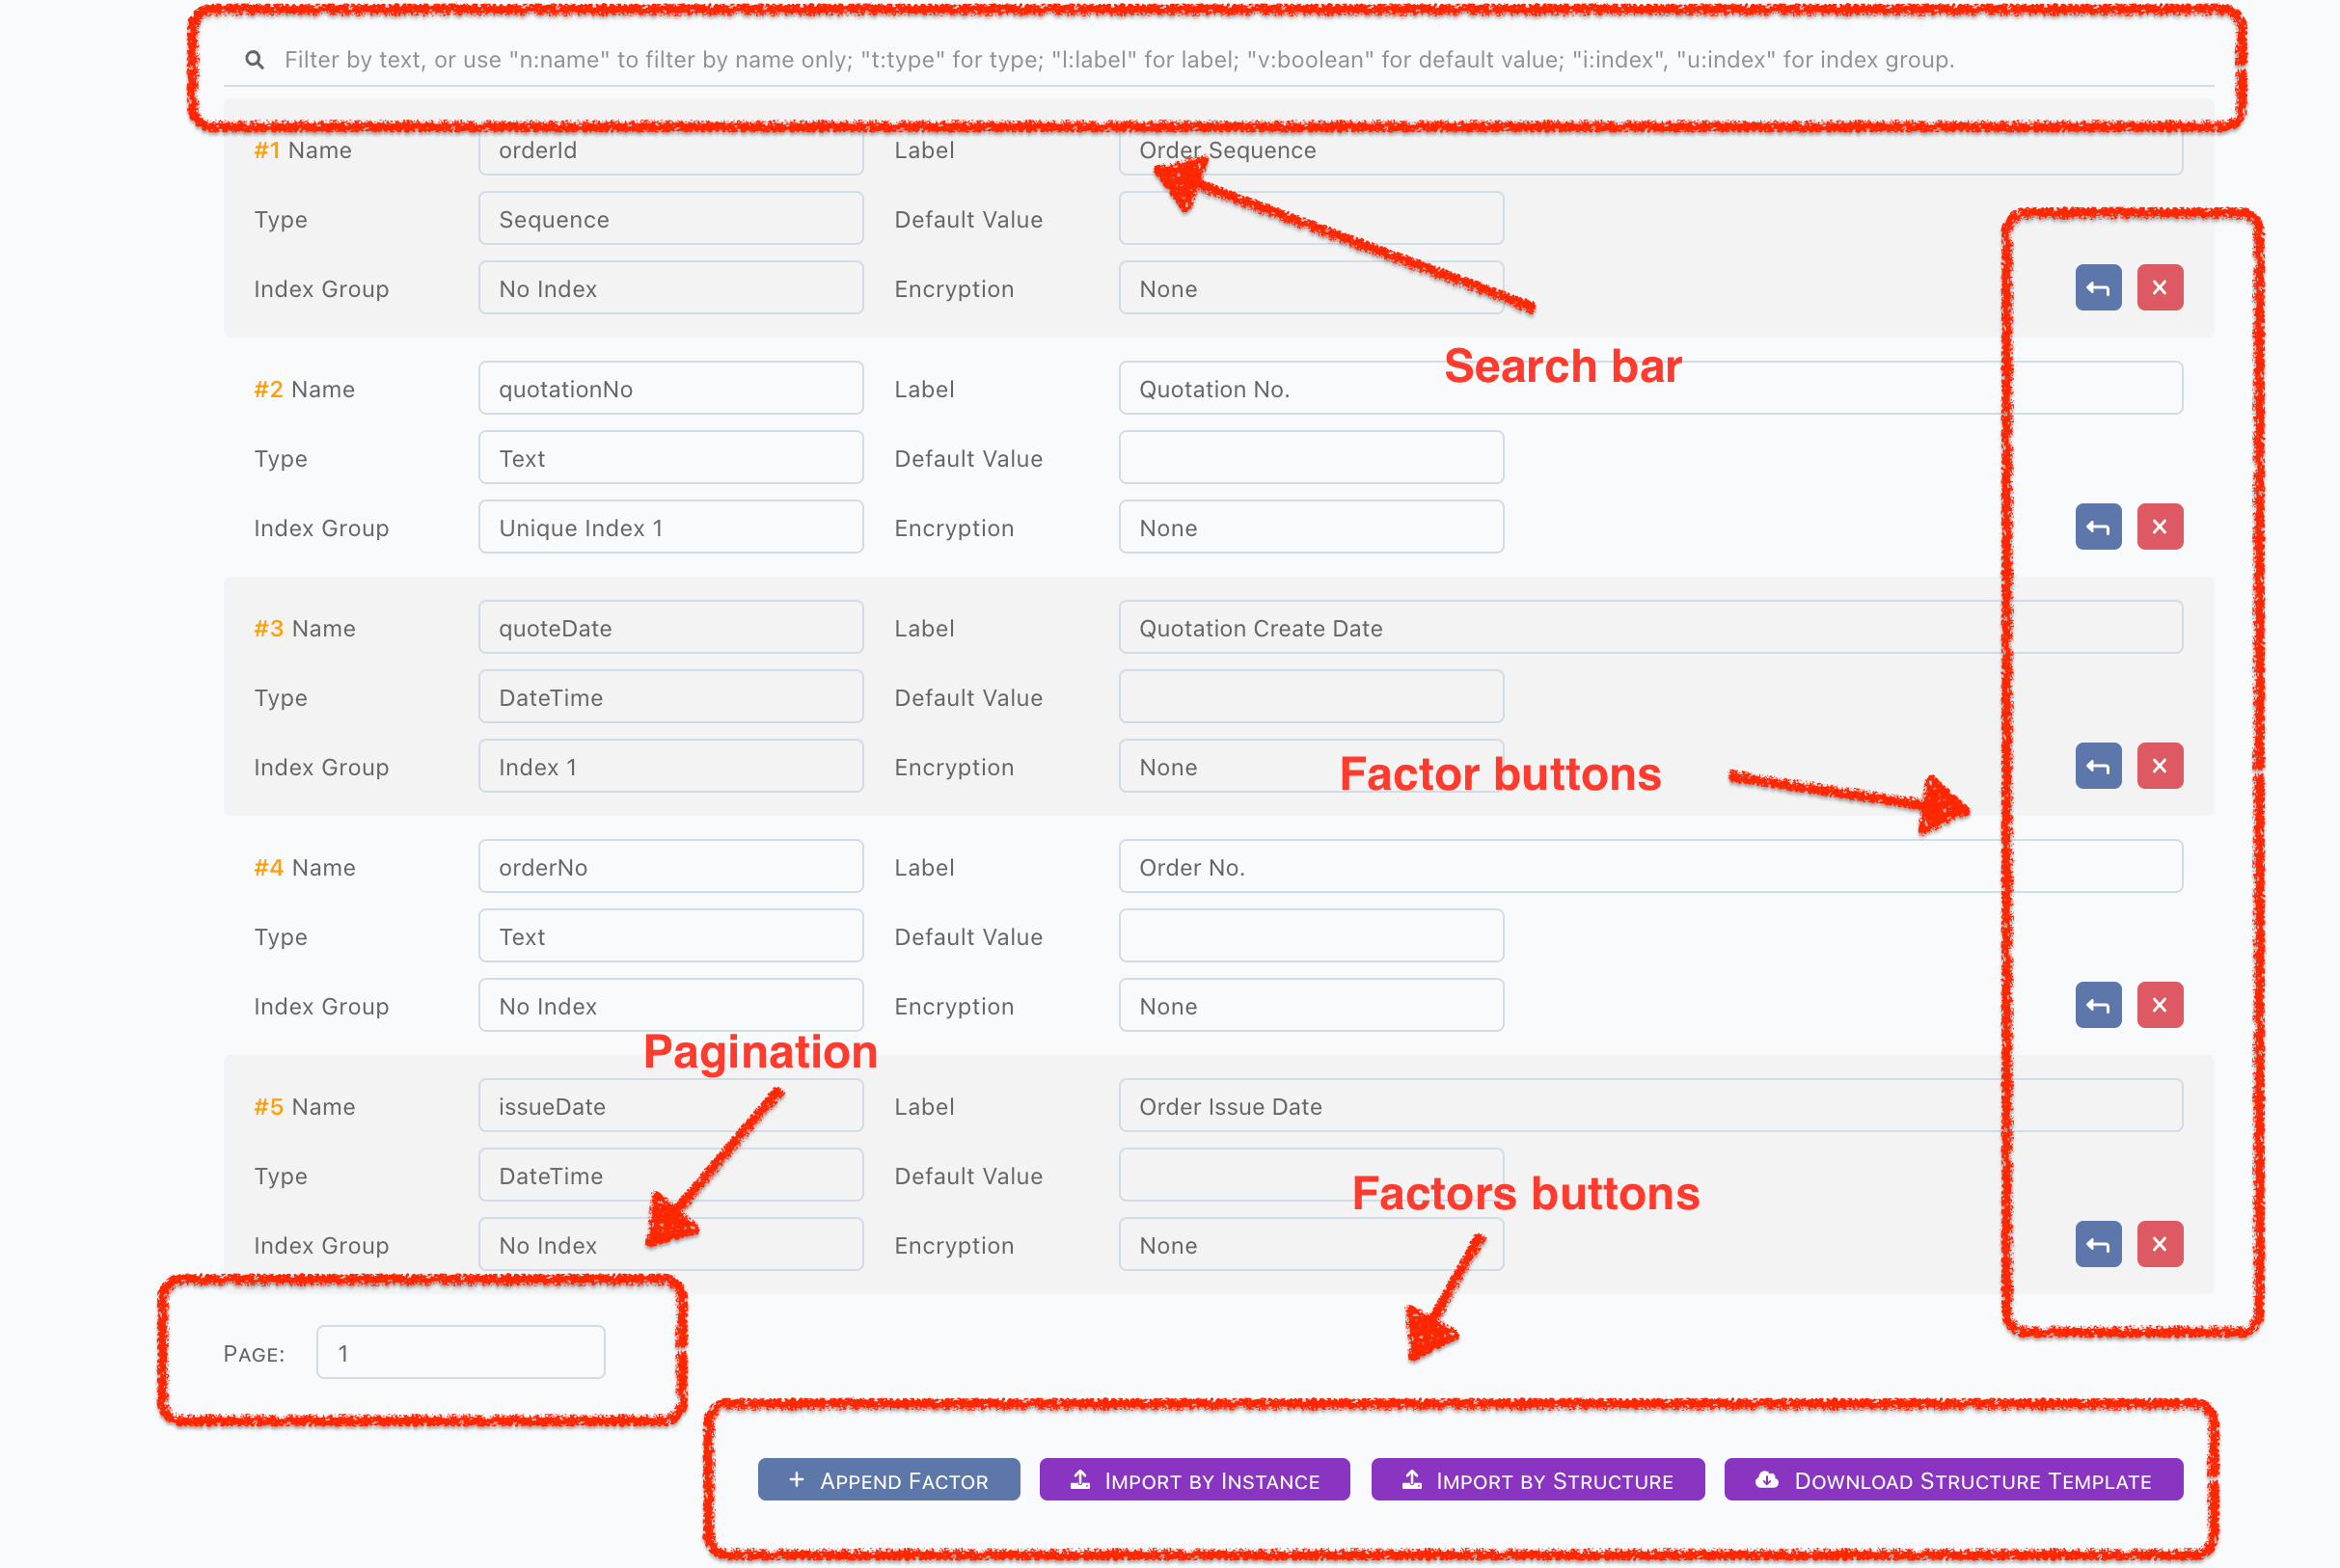 Filter by text, or use "n:name" to filter by name only; "t:type" for type; "l:label" for label; "v:boolean" for default value; "i:index", "u:index" for index group.
#1 Name orderId Label Order Sequence
Type Sequence Default Value
Index Group No Index Encryption None
Search bar
#2 Name quotationNo Label Quotation No.
Type Text Default Value
Index Group Unique Index 1 Encryption None
#3 Name quoteDate Label Quotation Create Date
Type DateTime Default Value
Index Group Index 1 Encryption None
Factor buttons
#4 Name orderNo Label Order No.
Type Text Default Value
Index Group No Index Encryption None
Pagination
#5 Name issueDate Label Order Issue Date
Type DateTime Default Value
Factors buttons
Index Group No Index Encryption None
PAGE: 1
+ APPEND FACTOR IMPORT BY INSTANCE IMPORT BY STRUCTURE DOWNLOAD STRUCTURE TEMPLATE